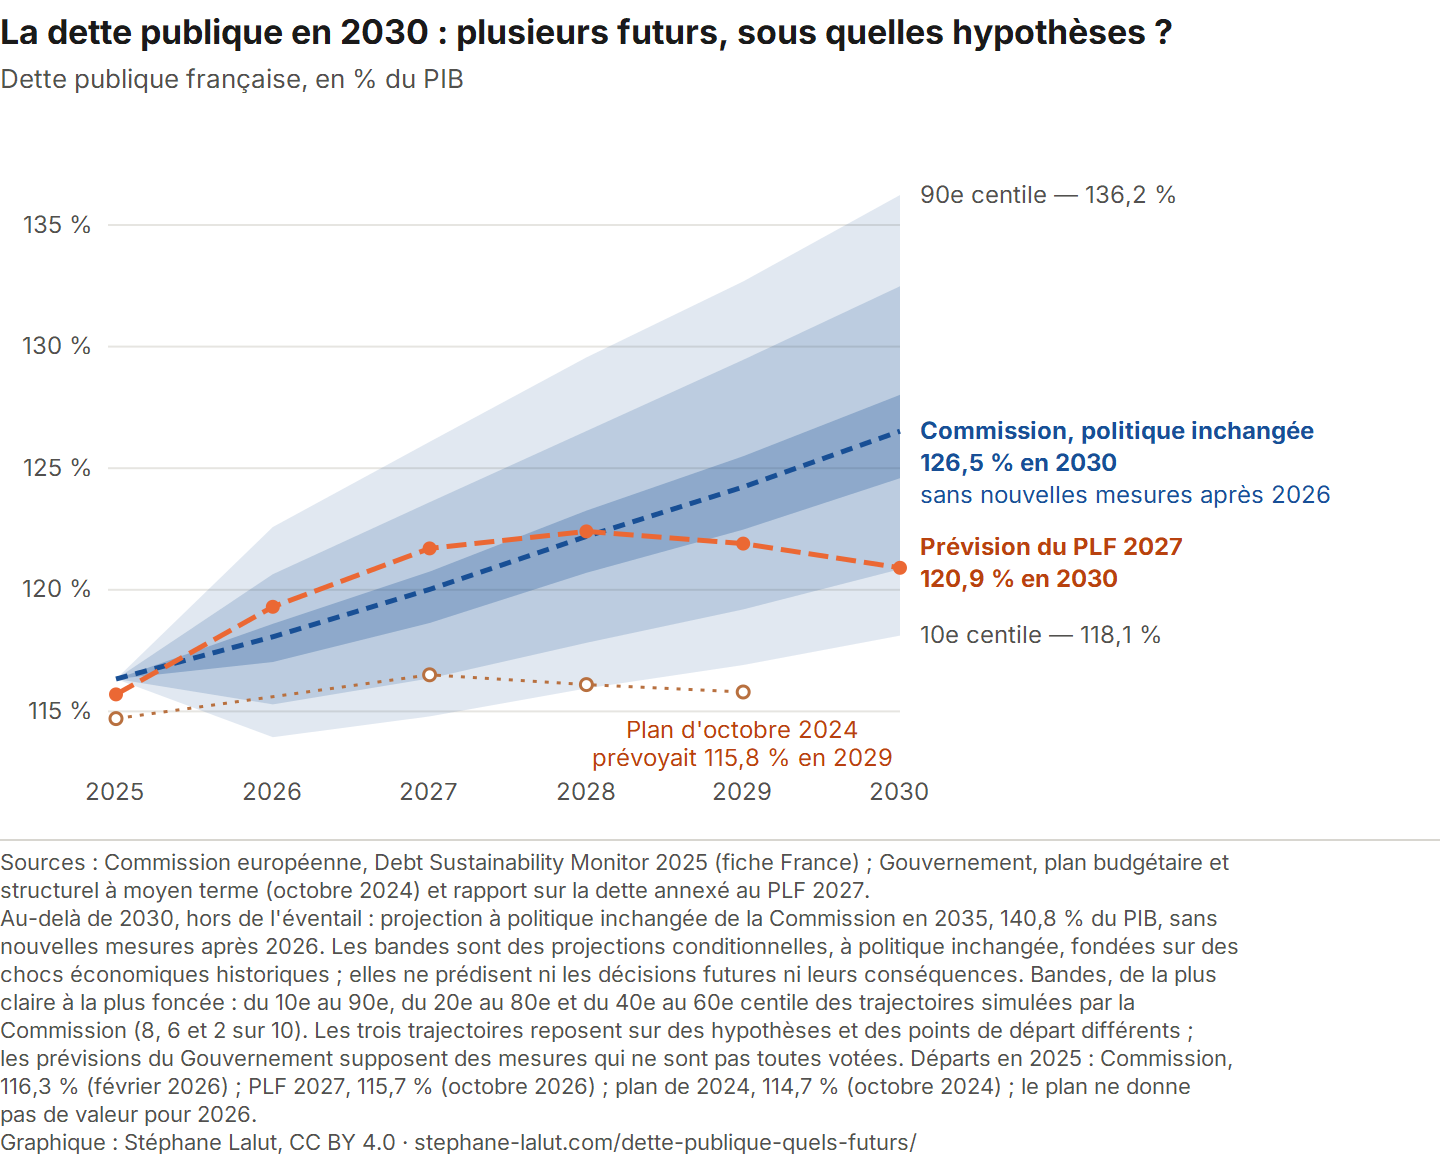 La dette publique en 2030 : plusieurs futurs, sous quelles hypothèses ?
Dette publique française, en % du PIB
135 %
130 %
125 %
120 %
115 %
90e centile — 136,2 %
Commission, politique inchangée
126,5 % en 2030
sans nouvelles mesures après 2026
Prévision du PLF 2027
120,9 % en 2030
10e centile — 118,1 %
Plan d'octobre 2024
prévoyait 115,8 % en 2029
2025 2026 2027 2028 2029 2030
Sources : Commission européenne, Debt Sustainability Monitor 2025 (fiche France) ; Gouvernement, plan budgétaire et
structurel à moyen terme (octobre 2024) et rapport sur la dette annexé au PLF 2027.
Au-delà de 2030, hors de l'éventail : projection à politique inchangée de la Commission en 2035, 140,8 % du PIB, sans
nouvelles mesures après 2026. Les bandes sont des projections conditionnelles, à politique inchangée, fondées sur des
chocs économiques historiques ; elles ne prédisent ni les décisions futures ni leurs conséquences. Bandes, de la plus
claire à la plus foncée : du 10e au 90e, du 20e au 80e et du 40e au 60e centile des trajectoires simulées par la
Commission (8, 6 et 2 sur 10). Les trois trajectoires reposent sur des hypothèses et des points de départ différents ;
les prévisions du Gouvernement supposent des mesures qui ne sont pas toutes votées. Départs en 2025 : Commission,
116,3 % (février 2026) ; PLF 2027, 115,7 % (octobre 2026) ; plan de 2024, 114,7 % (octobre 2024) ; le plan ne donne
pas de valeur pour 2026.
Graphique : Stéphane Lalut, CC BY 4.0 · stephane-lalut.com/dette-publique-quels-futurs/